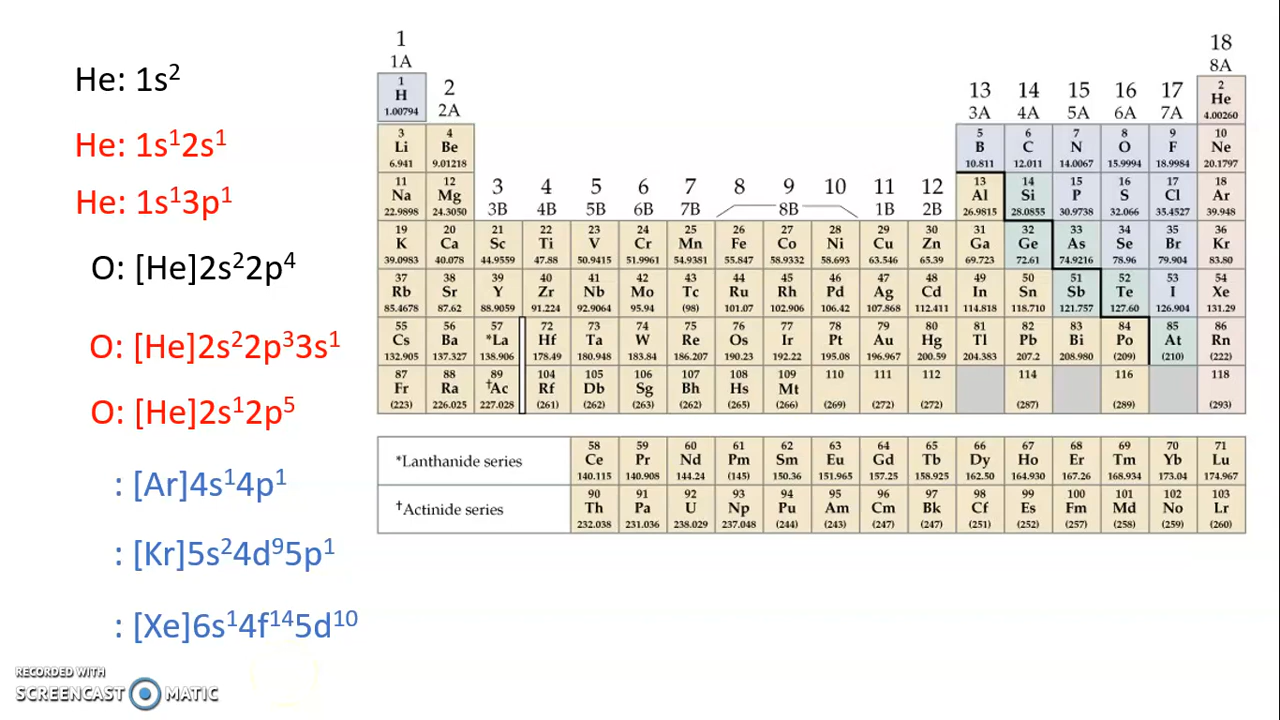 He: 1s²
He: 1s¹2s¹
He: 1s¹3p¹
O: [He]2s²2p⁴
O: [He]2s²2p³3s¹
O: [He]2s¹2p⁵
: [Ar]4s¹4p¹
: [Kr]5s²4d⁹5p¹
: [Xe]6s¹4f¹⁴5d¹⁰
1 18
1A 8A
1 2 13 14 15 16 17 2
H 2A 3A 4A 5A 6A 7A He
1.00794 4.00260
3 4 5 6 7 8 9 10
Li Be B C N O F Ne
6.941 9.01218 10.811 12.011 14.0067 15.9994 18.9984 20.1797
11 12 13 14 15 16 17 18
Na Mg 3 4 5 6 7 8 9 10 11 12 Al Si P S Cl Ar
22.9898 24.3050 3B 4B 5B 6B 7B 8B 1B 2B 26.9815 28.0855 30.9738 32.066 35.4527 39.948
19 20 21 22 23 24 25 26 27 28 29 30 31 32 33 34 35 36
K Ca Sc Ti V Cr Mn Fe Co Ni Cu Zn Ga Ge As Se Br Kr
39.0983 40.078 44.9559 47.88 50.9415 51.9961 54.9381 55.847 58.9332 58.693 63.546 65.39 69.723 72.61 74.9216 78.96 79.904 83.80
37 38 39 40 41 42 43 44 45 46 47 48 49 50 51 52 53 54
Rb Sr Y Zr Nb Mo Tc Ru Rh Pd Ag Cd In Sn Sb Te I Xe
85.4678 87.62 88.9059 91.224 92.9064 95.94 (98) 101.07 102.906 106.42 107.868 112.411 114.818 118.710 121.757 127.60 126.904 131.29
55 56 57 72 73 74 75 76 77 78 79 80 81 82 83 84 85 86
Cs Ba *La Hf Ta W Re Os Ir Pt Au Hg Tl Pb Bi Po At Rn
132.905 137.327 138.906 178.49 180.948 183.84 186.207 190.23 192.22 195.08 196.967 200.59 204.383 207.2 208.980 (209) (210) (222)
87 88 89 104 105 106 107 108 109 110 111 112 114 116 118
Fr Ra †Ac Rf Db Sg Bh Hs Mt
(223) 226.025 227.028 (261) (262) (263) (262) (265) (266) (269) (272) (272) (287) (289) (293)
58 59 60 61 62 63 64 65 66 67 68 69 70 71
*Lanthanide series Ce Pr Nd Pm Sm Eu Gd Tb Dy Ho Er Tm Yb Lu
140.115 140.908 144.24 (145) 150.36 151.965 157.25 158.925 162.50 164.930 167.26 168.934 173.04 174.967
90 91 92 93 94 95 96 97 98 99 100 101 102 103
†Actinide series Th Pa U Np Pu Am Cm Bk Cf Es Fm Md No Lr
232.038 231.036 238.029 237.048 (244) (243) (247) (247) (251) (252) (257) (258) (259) (260)
RECORDED WITH
SCREENCAST MATIC